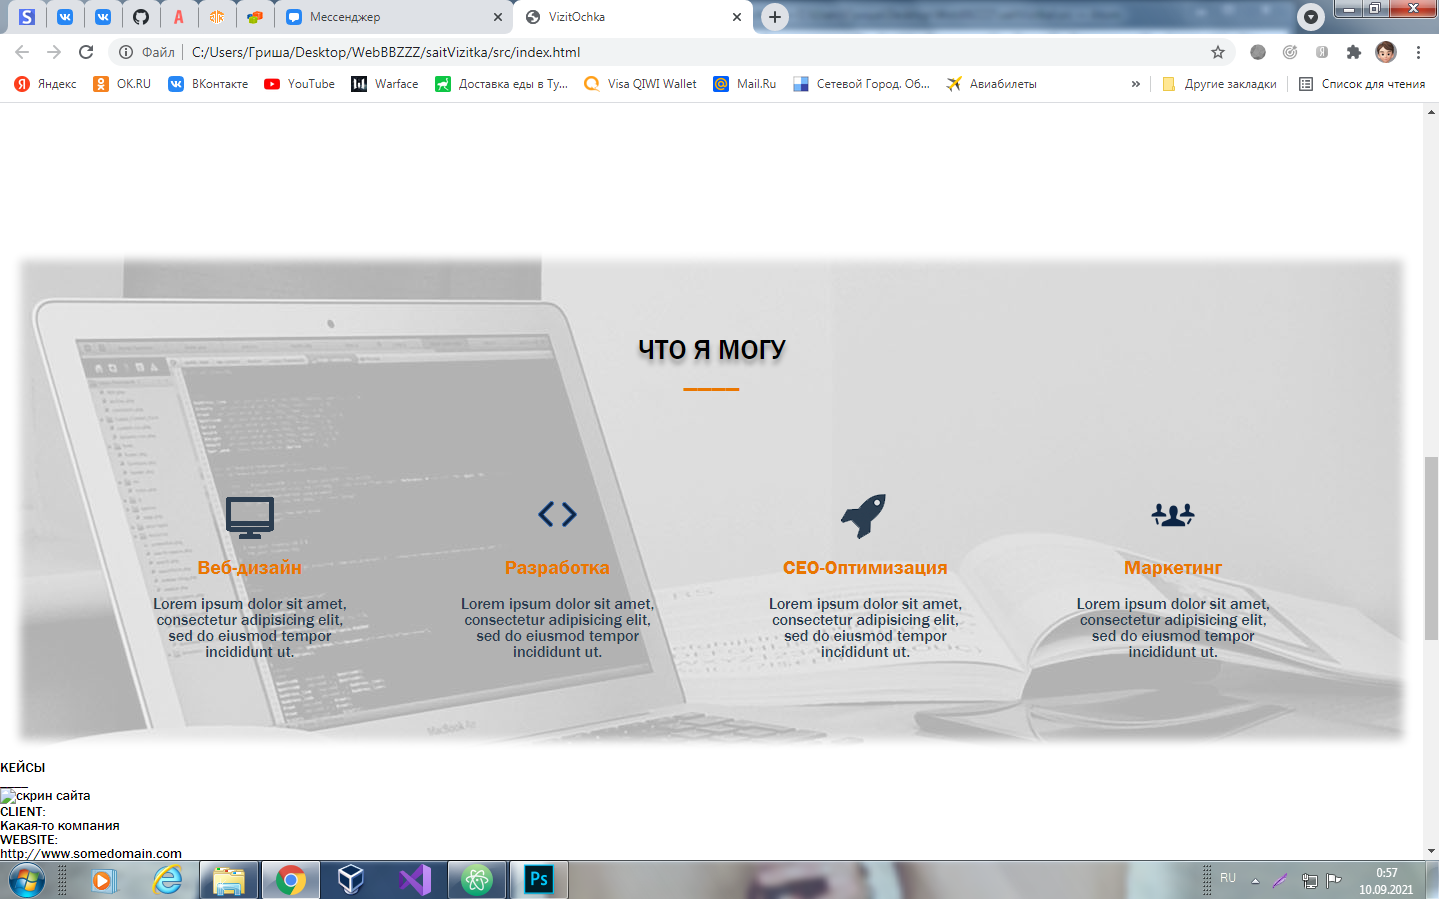 Мессенджер
VizitOchka
Файл
C:/Users/Гриша/Desktop/WebBBZZZ/saitVizitka/src/index.html
Яндекс
OK.RU
ВКонтакте
YouTube
Warface
Доставка еды в Ту...
Visa QIWI Wallet
Mail.Ru
Сетевой Город. Об...
Авиабилеты
»
Другие закладки
Список для чтения
ЧТО Я МОГУ
Веб-дизайн
Lorem ipsum dolor sit amet,
consectetur adipisicing elit,
sed do eiusmod tempor
incididunt ut.
Разработка
Lorem ipsum dolor sit amet,
consectetur adipisicing elit,
sed do eiusmod tempor
incididunt ut.
СЕО-Оптимизация
Lorem ipsum dolor sit amet,
consectetur adipisicing elit,
sed do eiusmod tempor
incididunt ut.
Маркетинг
Lorem ipsum dolor sit amet,
consectetur adipisicing elit,
sed do eiusmod tempor
incididunt ut.
MacBook Air
КЕЙСЫ
____
скрин сайта
CLIENT:
Какая-то компания
WEBSITE:
http://www.somedomain.com
Ps
RU
0:57
10.09.2021